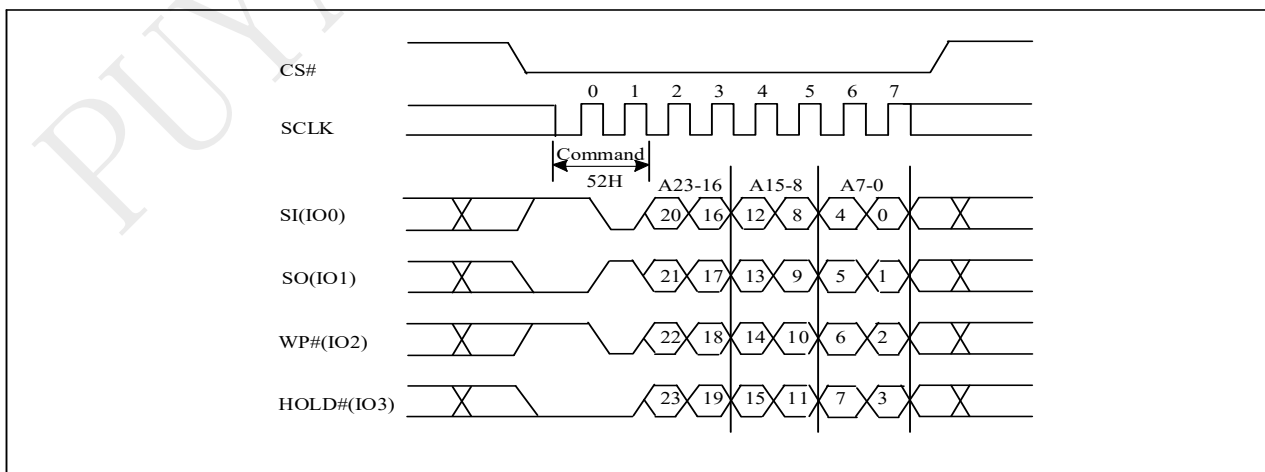 PUYA
CS#
0 1 2 3 4 5 6 7
SCLK
Command
52H
A23-16 A15-8 A7-0
SI(IO0) 20 16 12 8 4 0
SO(IO1) 21 17 13 9 5 1
WP#(IO2) 22 18 14 10 6 2
HOLD#(IO3) 23 19 15 11 7 3